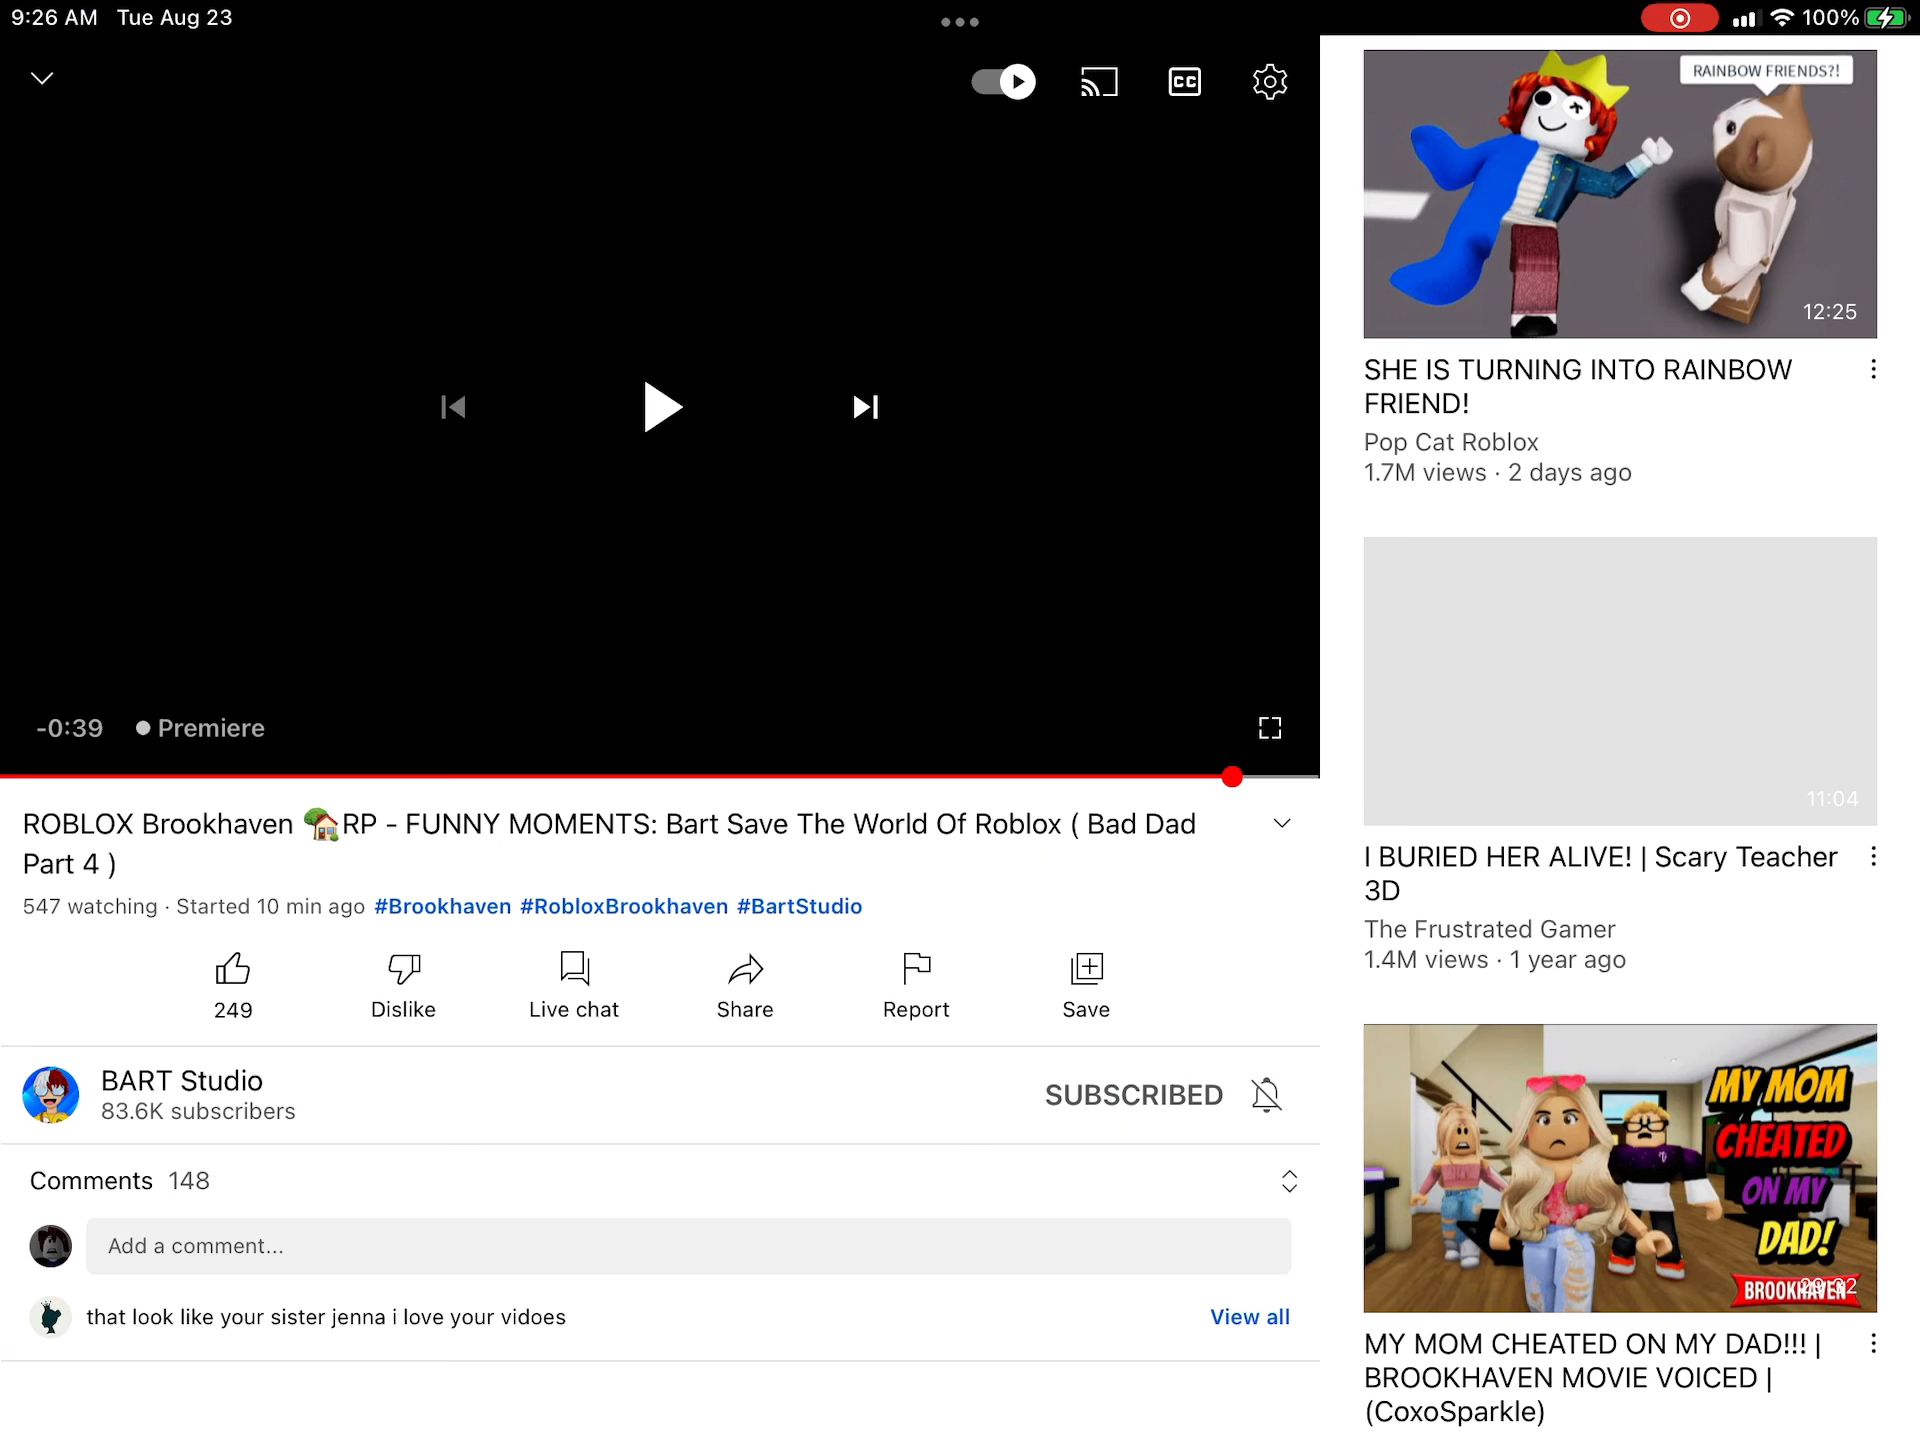 9:26 AM Tue Aug 23
100%
CC
-0:39 Premiere
ROBLOX Brookhaven 🏡RP - FUNNY MOMENTS: Bart Save The World Of Roblox ( Bad Dad
Part 4 )
547 watching · Started 10 min ago #Brookhaven #RobloxBrookhaven #BartStudio
249
Dislike
Live chat
Share
Report
Save
BART Studio
83.6K subscribers
SUBSCRIBED
Comments 148
Add a comment...
that look like your sister jenna i love your vidoes
View all
RAINBOW FRIENDS?!
12:25
SHE IS TURNING INTO RAINBOW
FRIEND!
Pop Cat Roblox
1.7M views · 2 days ago
11:04
I BURIED HER ALIVE! | Scary Teacher
3D
The Frustrated Gamer
1.4M views · 1 year ago
MY MOM
CHEATED
ON MY
DAD!
BROOKHAVEN
MY MOM CHEATED ON MY DAD!!! |
BROOKHAVEN MOVIE VOICED |
(CoxoSparkle)